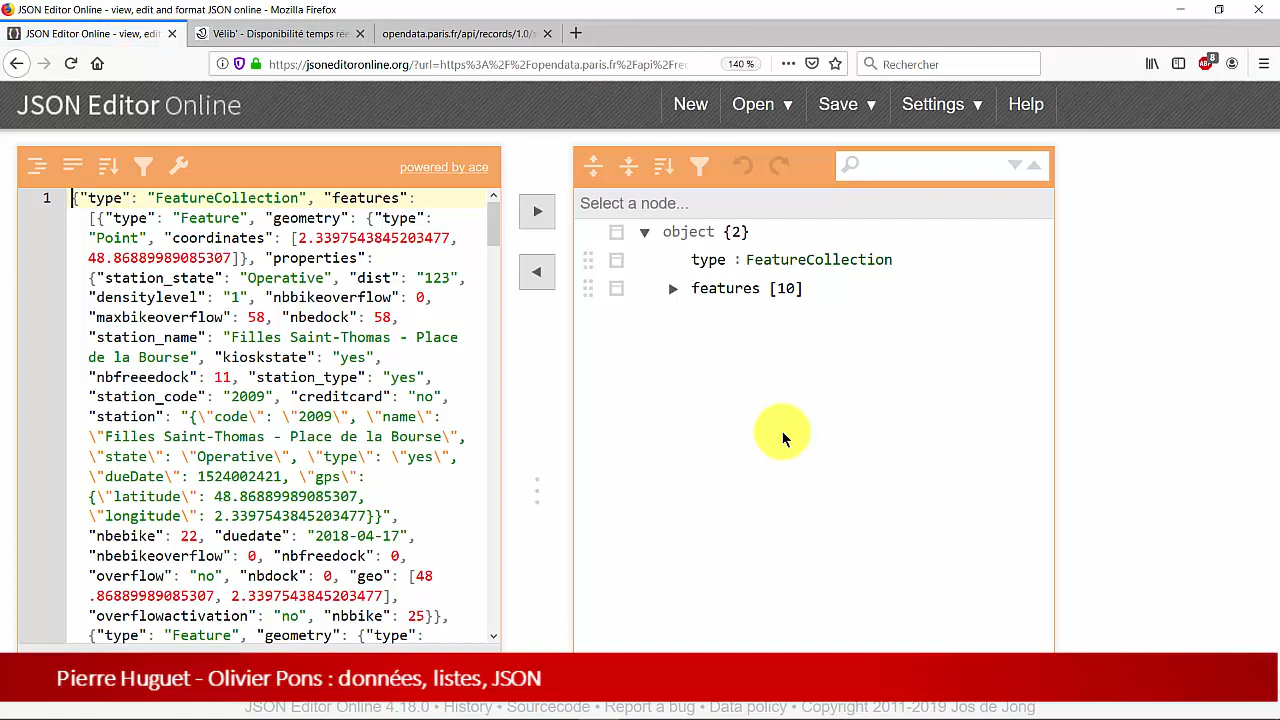 JSON Editor Online - view, edit and format JSON online - Mozilla Firefox
JSON Editor Online - view, edit
Vélib' - Disponibilité temps rée
opendata.paris.fr/api/records/1.0/s
https://jsoneditoronline.org/?url=https%3A%2F%2Fopendata.paris.fr%2Fapi%2Frec
140 %
Rechercher
8
JSON Editor Online
New
Open
Save
Settings
Help
powered by ace
1
{"type": "FeatureCollection", "features":
[{"type": "Feature", "geometry": {"type":
"Point", "coordinates": [2.3397543845203477,
48.86889989085307]}, "properties":
{"station_state": "Operative", "dist": "123",
"densitylevel": "1", "nbbikeoverflow": 0,
"maxbikeoverflow": 58, "nbedock": 58,
"station_name": "Filles Saint-Thomas - Place
de la Bourse", "kioskstate": "yes",
"nbfreeedock": 11, "station_type": "yes",
"station_code": "2009", "creditcard": "no",
"station": "{\"code\": \"2009\", \"name\":
\"Filles Saint-Thomas - Place de la Bourse\",
\"state\": \"Operative\", \"type\": \"yes\",
\"dueDate\": 1524002421, \"gps\":
{\"latitude\": 48.86889989085307,
\"longitude\": 2.3397543845203477}}",
"nbebike": 22, "duedate": "2018-04-17",
"nbebikeoverflow": 0, "nbfreedock": 0,
"overflow": "no", "nbdock": 0, "geo": [48
.86889989085307, 2.3397543845203477],
"overflowactivation": "no", "nbbike": 25}},
{"type": "Feature", "geometry": {"type":
Select a node...
object {2}
type : FeatureCollection
features [10]
Pierre Huguet - Olivier Pons : données, listes, JSON
JSON Editor Online 4.18.0 • History • Sourcecode • Report a bug • Data policy • Copyright 2011-2019 Jos de Jong